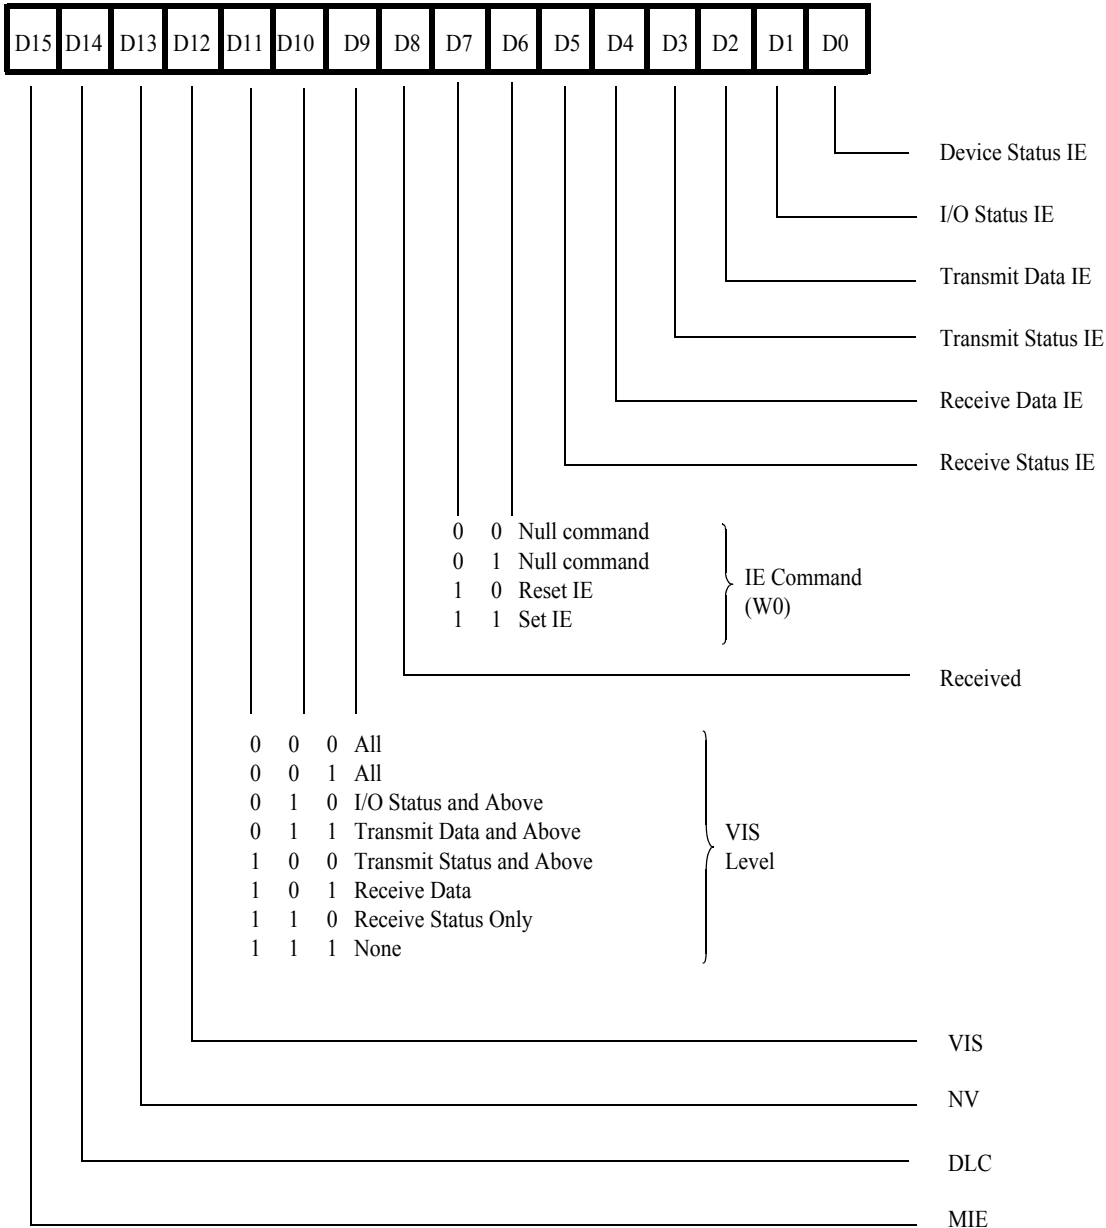 D15 D14 D13 D12 D11 D10 D9 D8 D7 D6 D5 D4 D3 D2 D1 D0
Device Status IE
I/O Status IE
Transmit Data IE
Transmit Status IE
Receive Data IE
Receive Status IE
0 0 Null command
0 1 Null command
1 0 Reset IE
1 1 Set IE
IE Command
(W0)
Received
0 0 0 All
0 0 1 All
0 1 0 I/O Status and Above
0 1 1 Transmit Data and Above
1 0 0 Transmit Status and Above
1 0 1 Receive Data
1 1 0 Receive Status Only
1 1 1 None
VIS
Level
VIS
NV
DLC
MIE